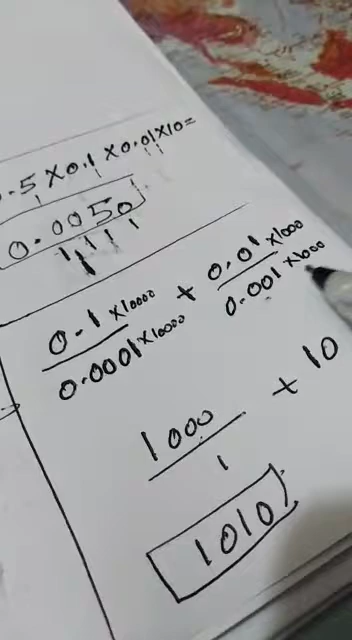 .5 X 0.1 X 0.01 X 10 =
0.0050
0.1 x 10000 + 0.01 x 1000
0.0001 x 10000 0.001 x 1000
1000 + 10
1
1010